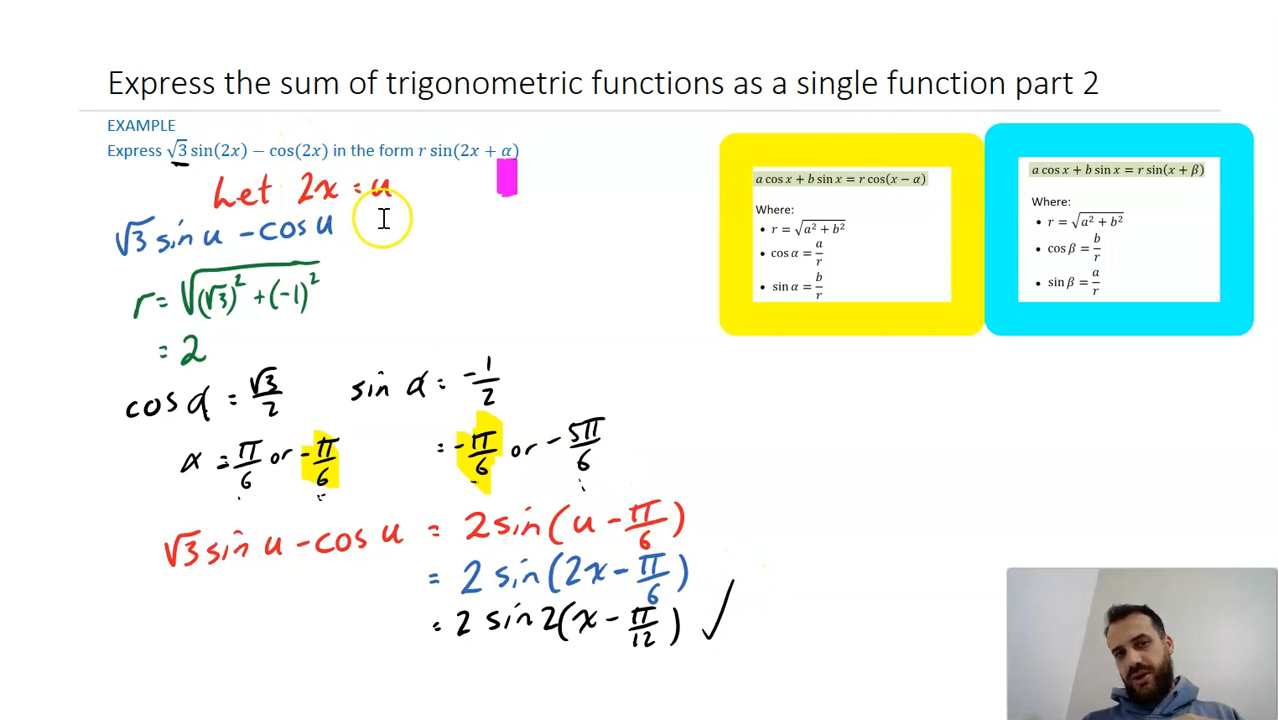 Express the sum of trigonometric functions as a single function part 2
EXAMPLE
Express √3 sin(2x) − cos(2x) in the form r sin(2x + α)
Let 2x = u
√3 sin u - cos u
r = √((√3)² + (-1)²)
= 2
cos α = √3/2 sin α = -1/2
α = π/6 or -π/6 = -π/6 or -5π/6
√3 sin u - cos u = 2 sin(u - π/6)
= 2 sin(2x - π/6)
= 2 sin 2(x - π/12) ✓
a cos x + b sin x = r cos(x − α)
Where:
• r = √(a² + b²)
• cos α = a/r
• sin α = b/r
a cos x + b sin x = r sin(x + β)
Where:
• r = √(a² + b²)
• cos β = b/r
• sin β = a/r